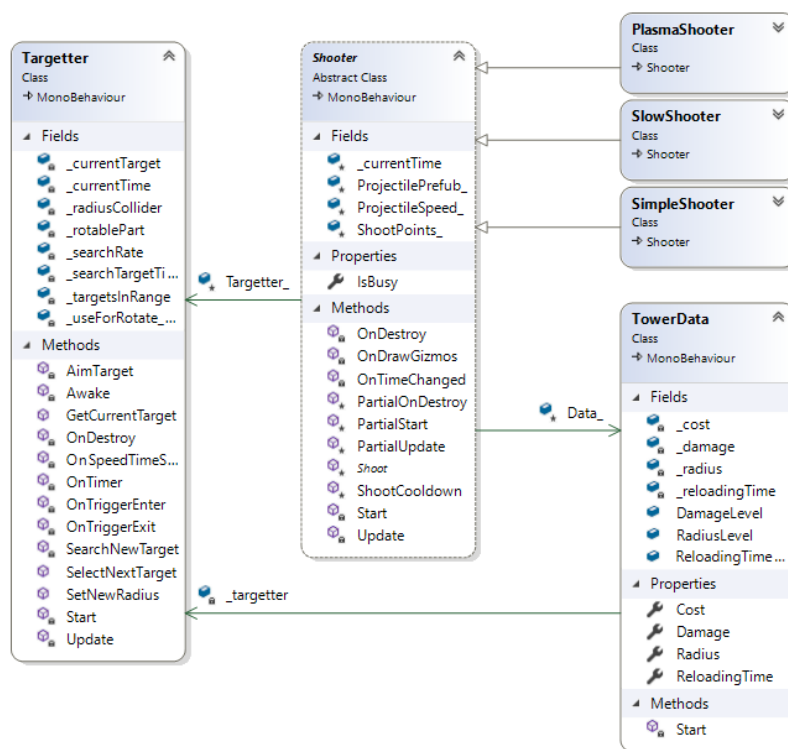 Targetter
Class
MonoBehaviour
Fields
_currentTarget
_currentTime
_radiusCollider
_rotablePart
_searchRate
_searchTargetTi...
_targetsInRange
_useForRotate_...
Methods
AimTarget
Awake
GetCurrentTarget
OnDestroy
OnSpeedTimeS...
OnTimer
OnTriggerEnter
OnTriggerExit
SearchNewTarget
SelectNextTarget
SetNewRadius
Start
Update
Targetter_
_targetter
Shooter
Abstract Class
MonoBehaviour
Fields
_currentTime
ProjectilePrefub_
ProjectileSpeed_
ShootPoints_
Properties
IsBusy
Methods
OnDestroy
OnDrawGizmos
OnTimeChanged
PartialOnDestroy
PartialStart
PartialUpdate
Shoot
ShootCooldown
Start
Update
Data_
PlasmaShooter
Class
Shooter
SlowShooter
Class
Shooter
SimpleShooter
Class
Shooter
TowerData
Class
MonoBehaviour
Fields
_cost
_damage
_radius
_reloadingTime
DamageLevel
RadiusLevel
ReloadingTime...
Properties
Cost
Damage
Radius
ReloadingTime
Methods
Start